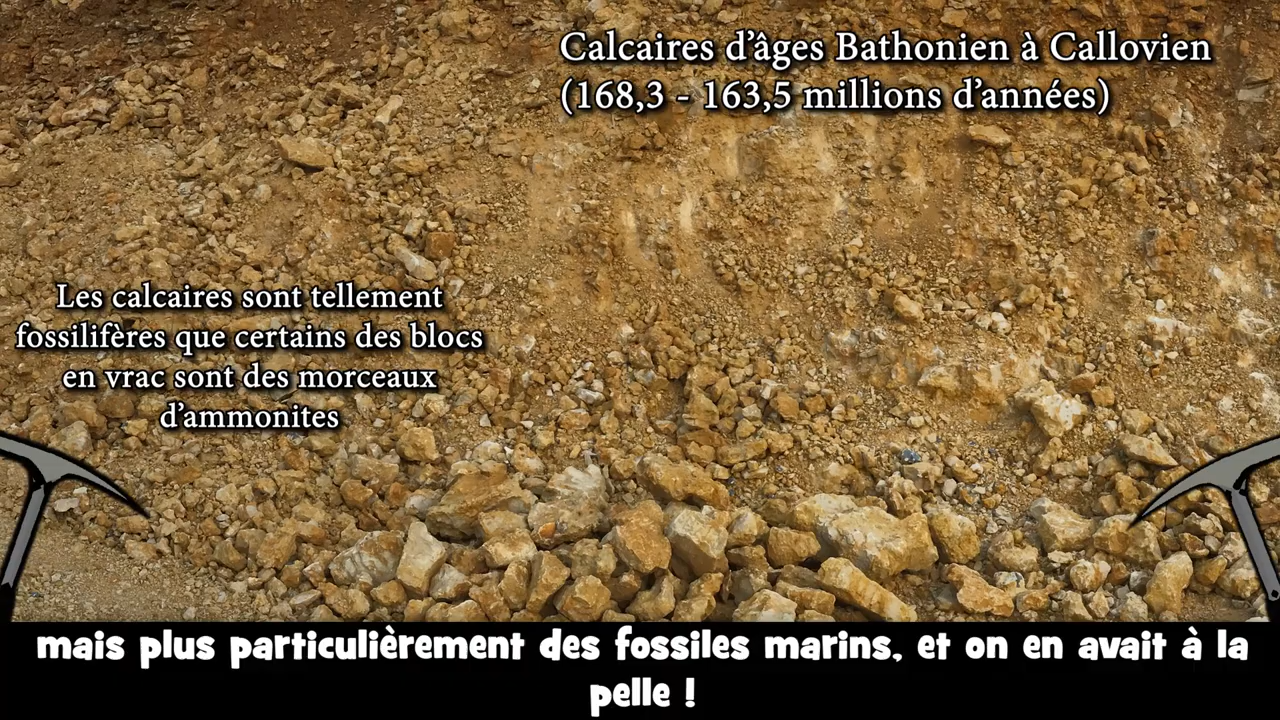 Calcaires d'âges Bathonien à Callovien
(168,3 - 163,5 millions d'années)
Les calcaires sont tellement
fossilifères que certains des blocs
en vrac sont des morceaux
d'ammonites
mais plus particulièrement des fossiles marins, et on en avait à la
pelle !